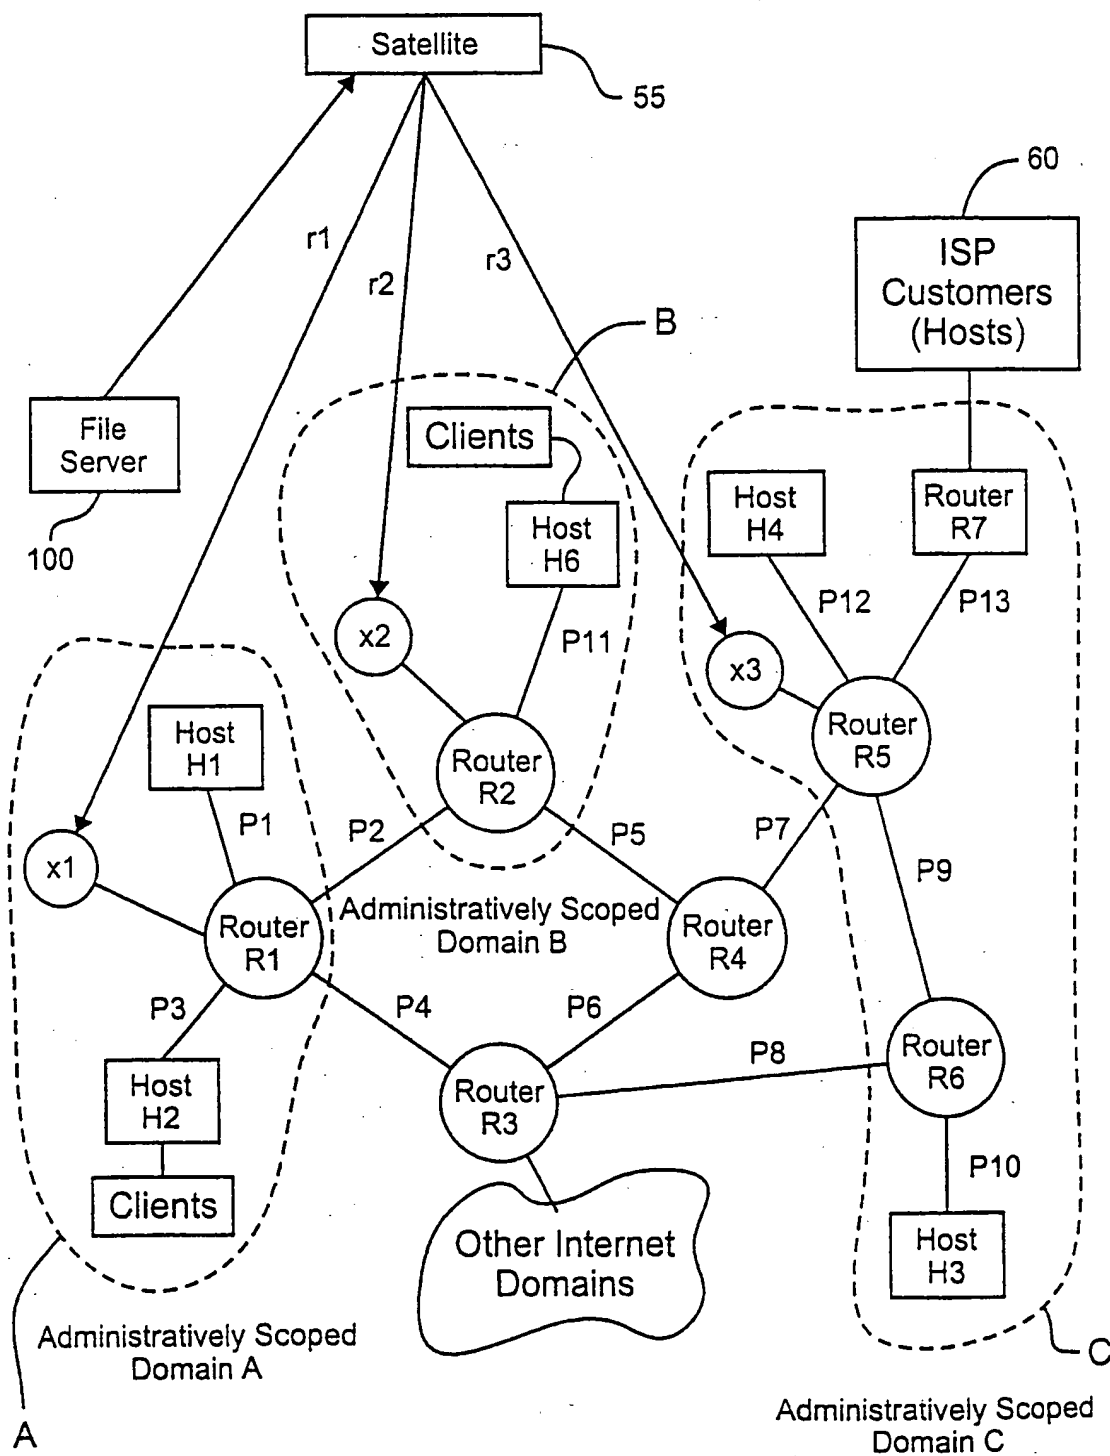 Satellite
55
60
r1
r2
r3
ISP
Customers
(Hosts)
B
File
Server
100
Clients
Host
H6
Host
H4
Router
R7
P12
P13
x2
P11
x3
Router
R5
Host
H1
Router
R2
P1
P2
P5
P7
P9
x1
Router
R1
Administratively Scoped
Domain B
Router
R4
P3
P4
P6
P8
Router
R6
Host
H2
Router
R3
P10
Clients
Other Internet
Domains
Host
H3
Administratively Scoped
Domain A
C
A
Administratively Scoped
Domain C